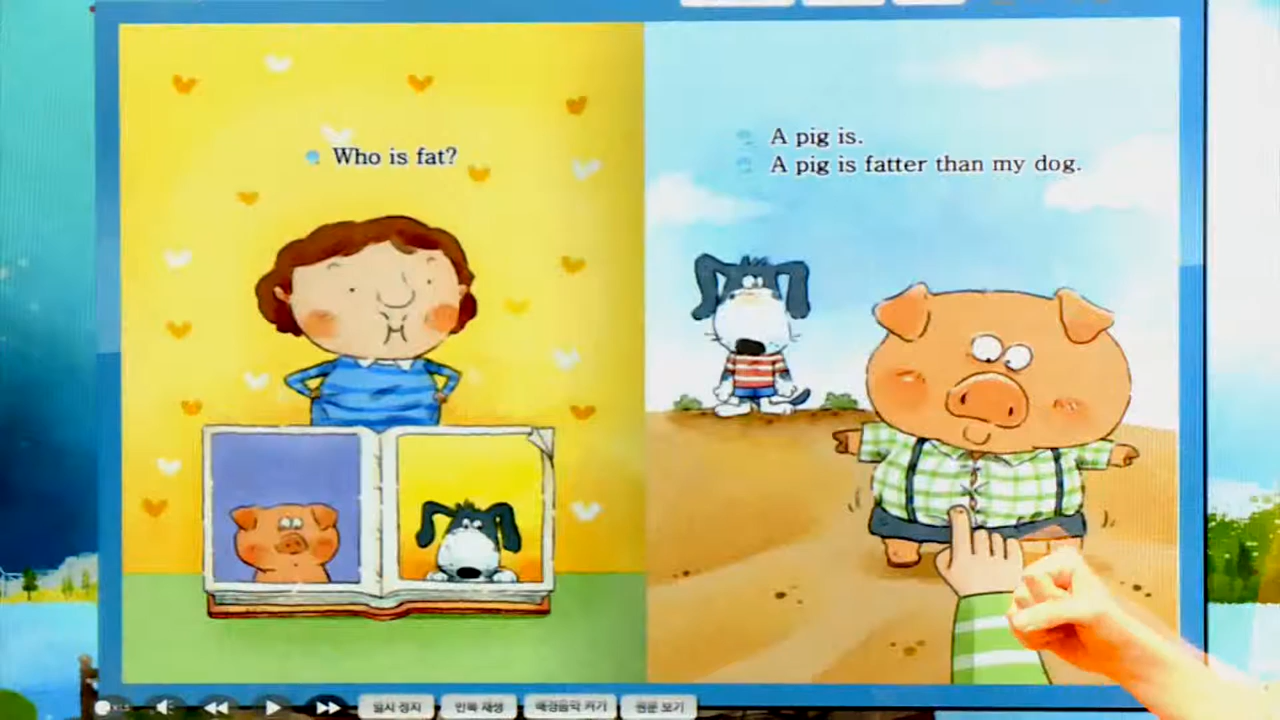 Who is fat?
A pig is.
A pig is fatter than my dog.
일시 정지
반복 재생
배경음악 켜기
원문 보기